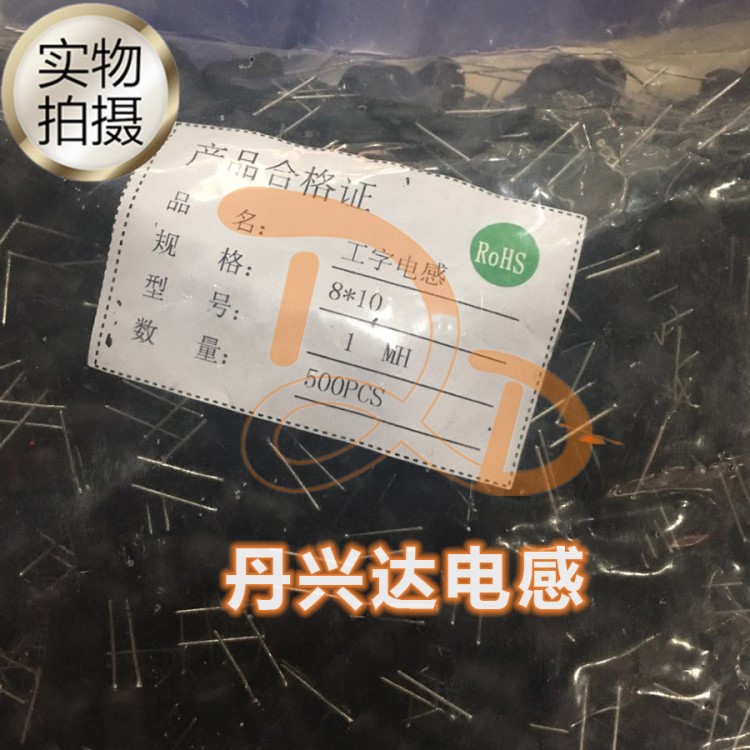 实物
拍摄
产品合格证
品 名: 工字电感
规 格: 8*10
型 号: 1 mH
数 量: 500PCS
RoHS
丹兴达电感